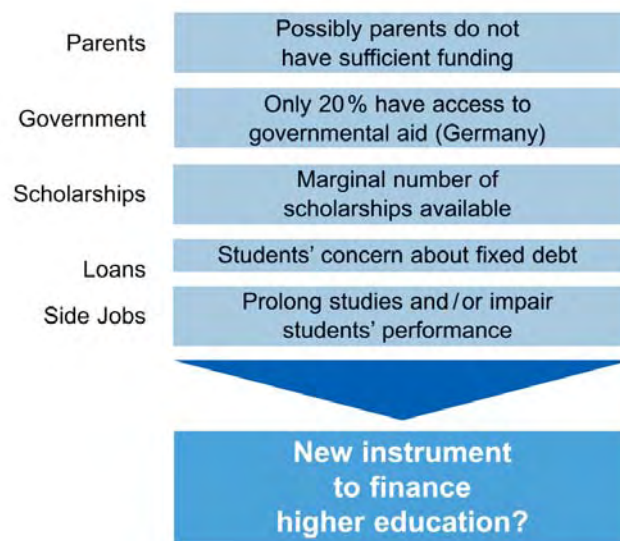 Parents
Possibly parents do not
have sufficient funding
Government
Only 20% have access to
governmental aid (Germany)
Scholarships
Marginal number of
scholarships available
Loans
Students’ concern about fixed debt
Side Jobs
Prolong studies and/or impair
students’ performance
New instrument
to finance
higher education?